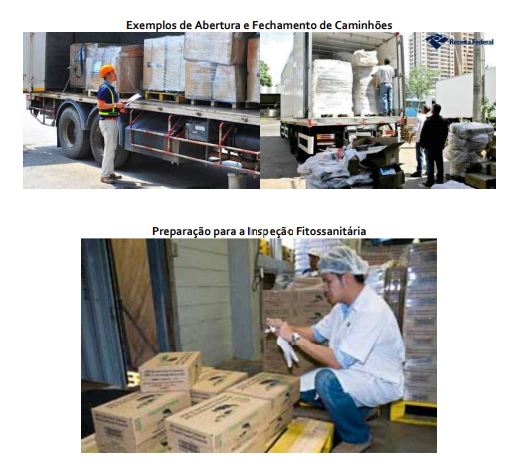 Exemplos de Abertura e Fechamento de Caminhões
Receita Federal
Preparação para a Inspeção Fitossanitária